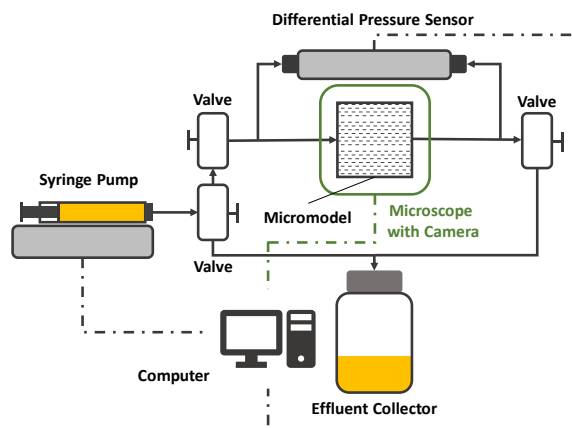 Differential Pressure Sensor
Valve
Valve
Syringe Pump
Micromodel
Microscope
with Camera
Valve
Computer
Effluent Collector